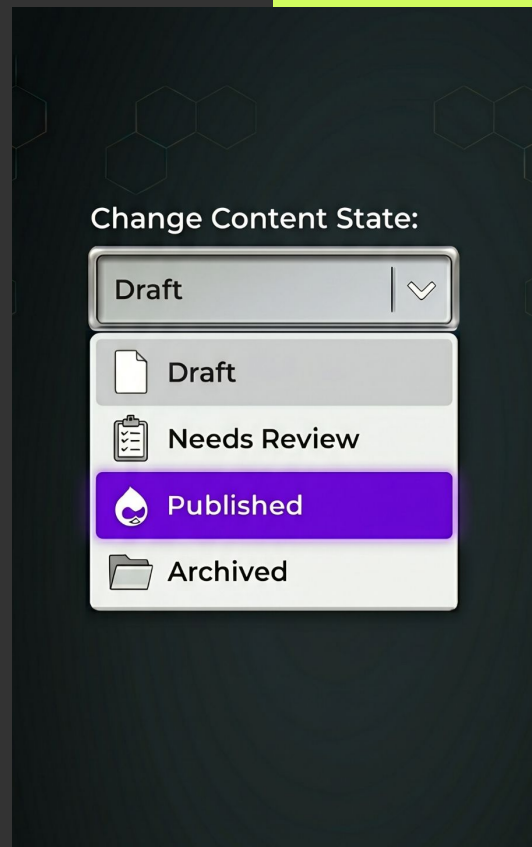 Change Content State:
Draft
Draft
Needs Review
Published
Archived